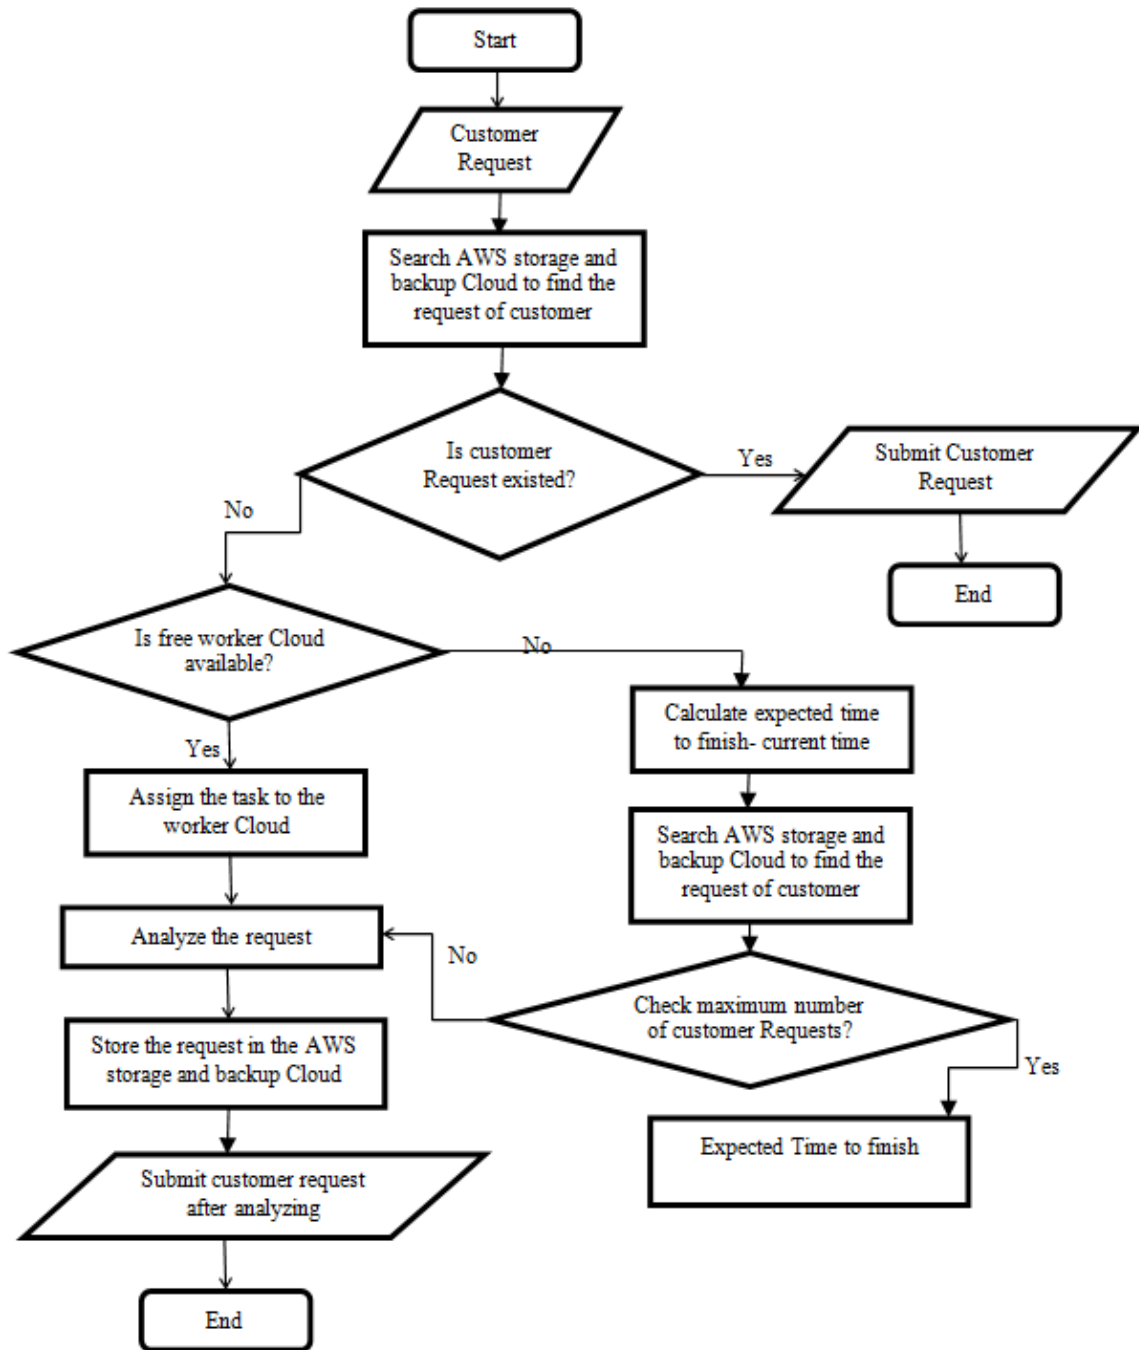 Start
Customer
Request
Search AWS storage and
backup Cloud to find the
request of customer
Is customer
Request existed?
Yes
Submit Customer
Request
No
End
Is free worker Cloud
available?
No
Calculate expected time
to finish- current time
Yes
Assign the task to the
worker Cloud
Search AWS storage and
backup Cloud to find the
request of customer
Analyze the request
No
Check maximum number
of customer Requests?
Store the request in the AWS
storage and backup Cloud
Yes
Expected Time to finish
Submit customer request
after analyzing
End